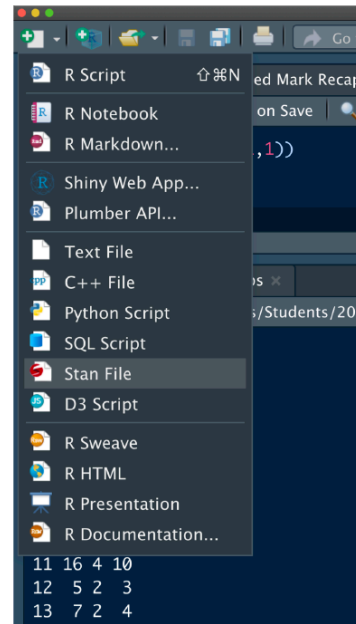 Go
R Script ⇧⌘N
ed Mark Recap
R Notebook
on Save
R Markdown...
,1))
Shiny Web App...
Plumber API...
Text File
C++ File
os ×
Python Script
s/Students/20
SQL Script
Stan File
D3 Script
R Sweave
R HTML
R Presentation
R Documentation...
11 16 4 10
12 5 2 3
13 7 2 4